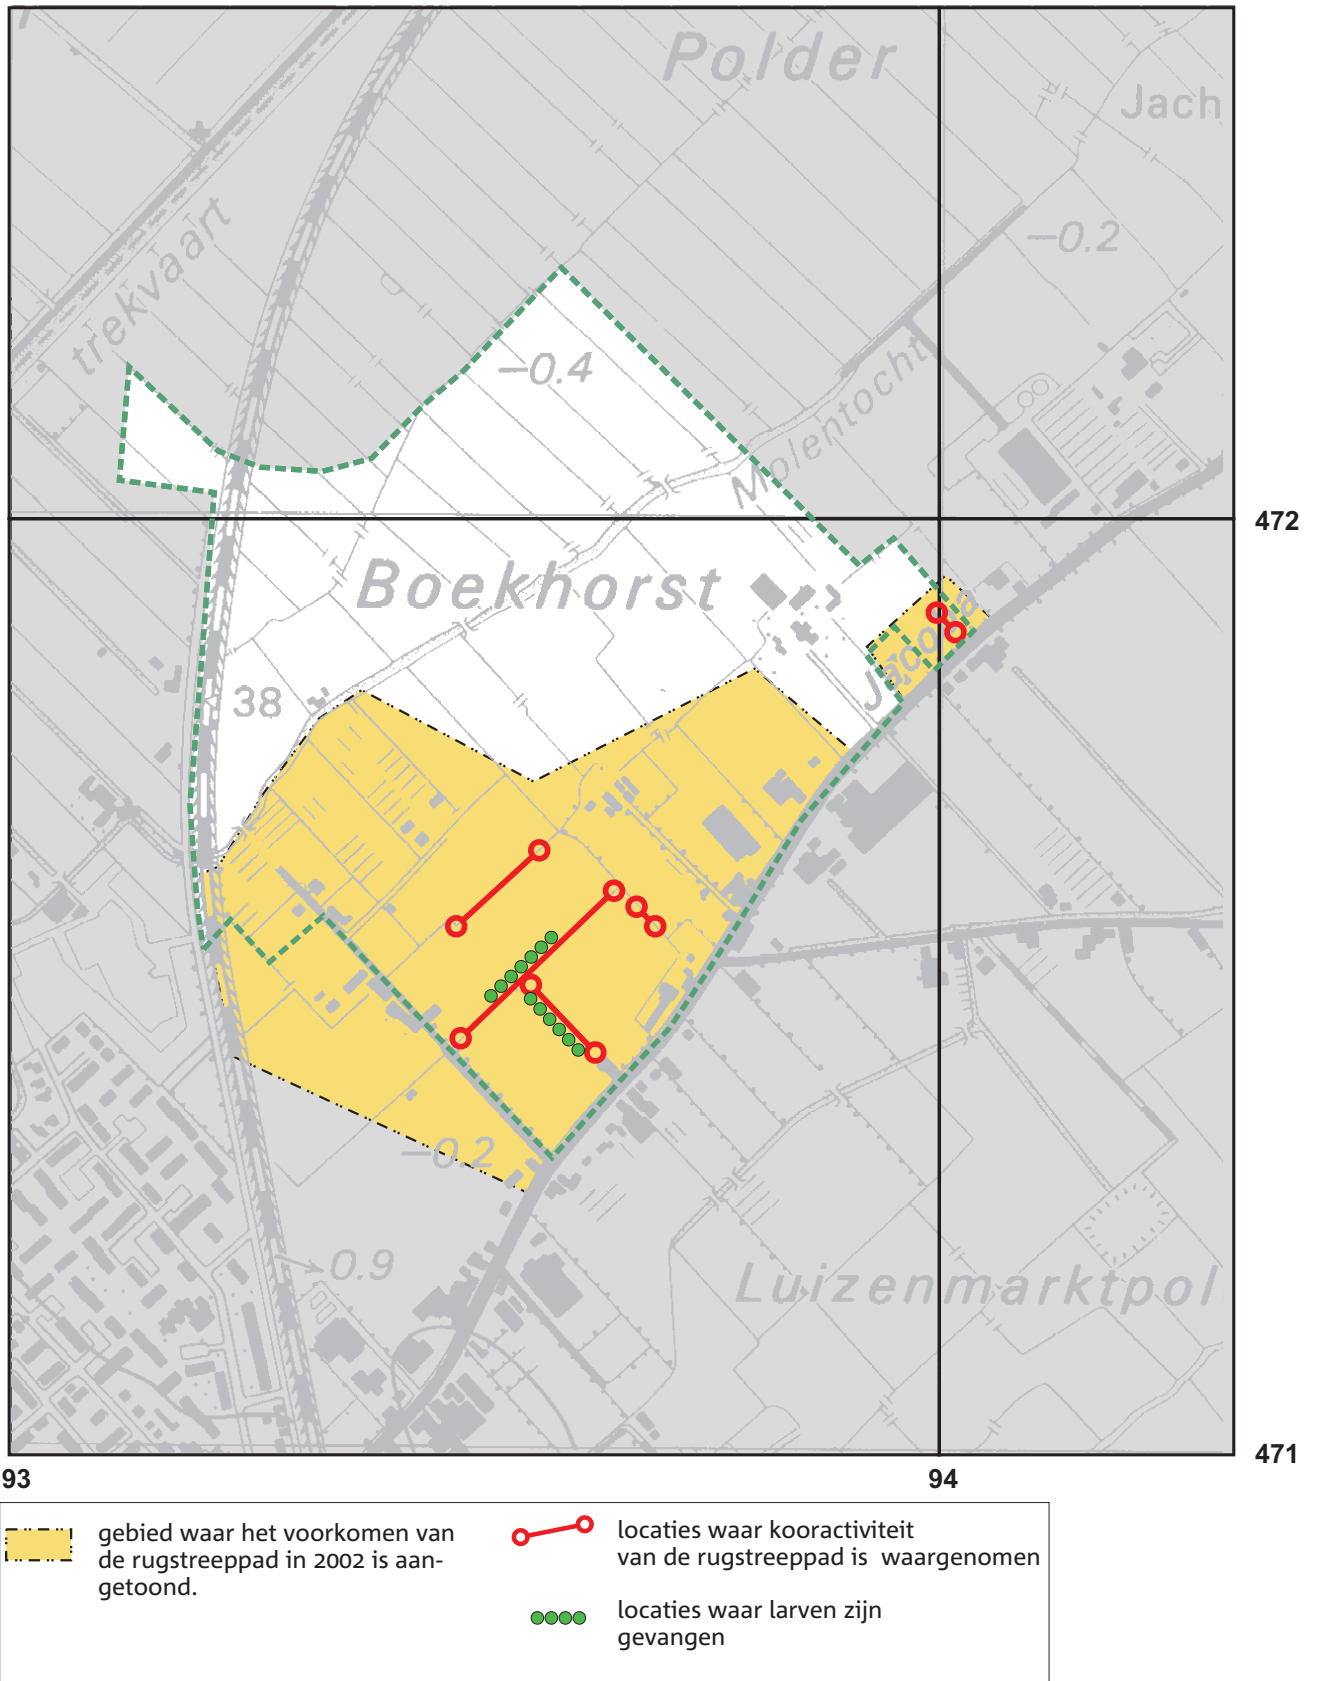 Polder
Jach
trekvaart
–0.2
–0.4
Molentocht
472
Boekhorst
38
–0.2
0.9
Luizenmarktpol
471
93
94
gebied waar het voorkomen van
de rugstreeppad in 2002 is aan-
getoond.
locaties waar kooractiviteit
van de rugstreeppad is waargenomen
locaties waar larven zijn
gevangen